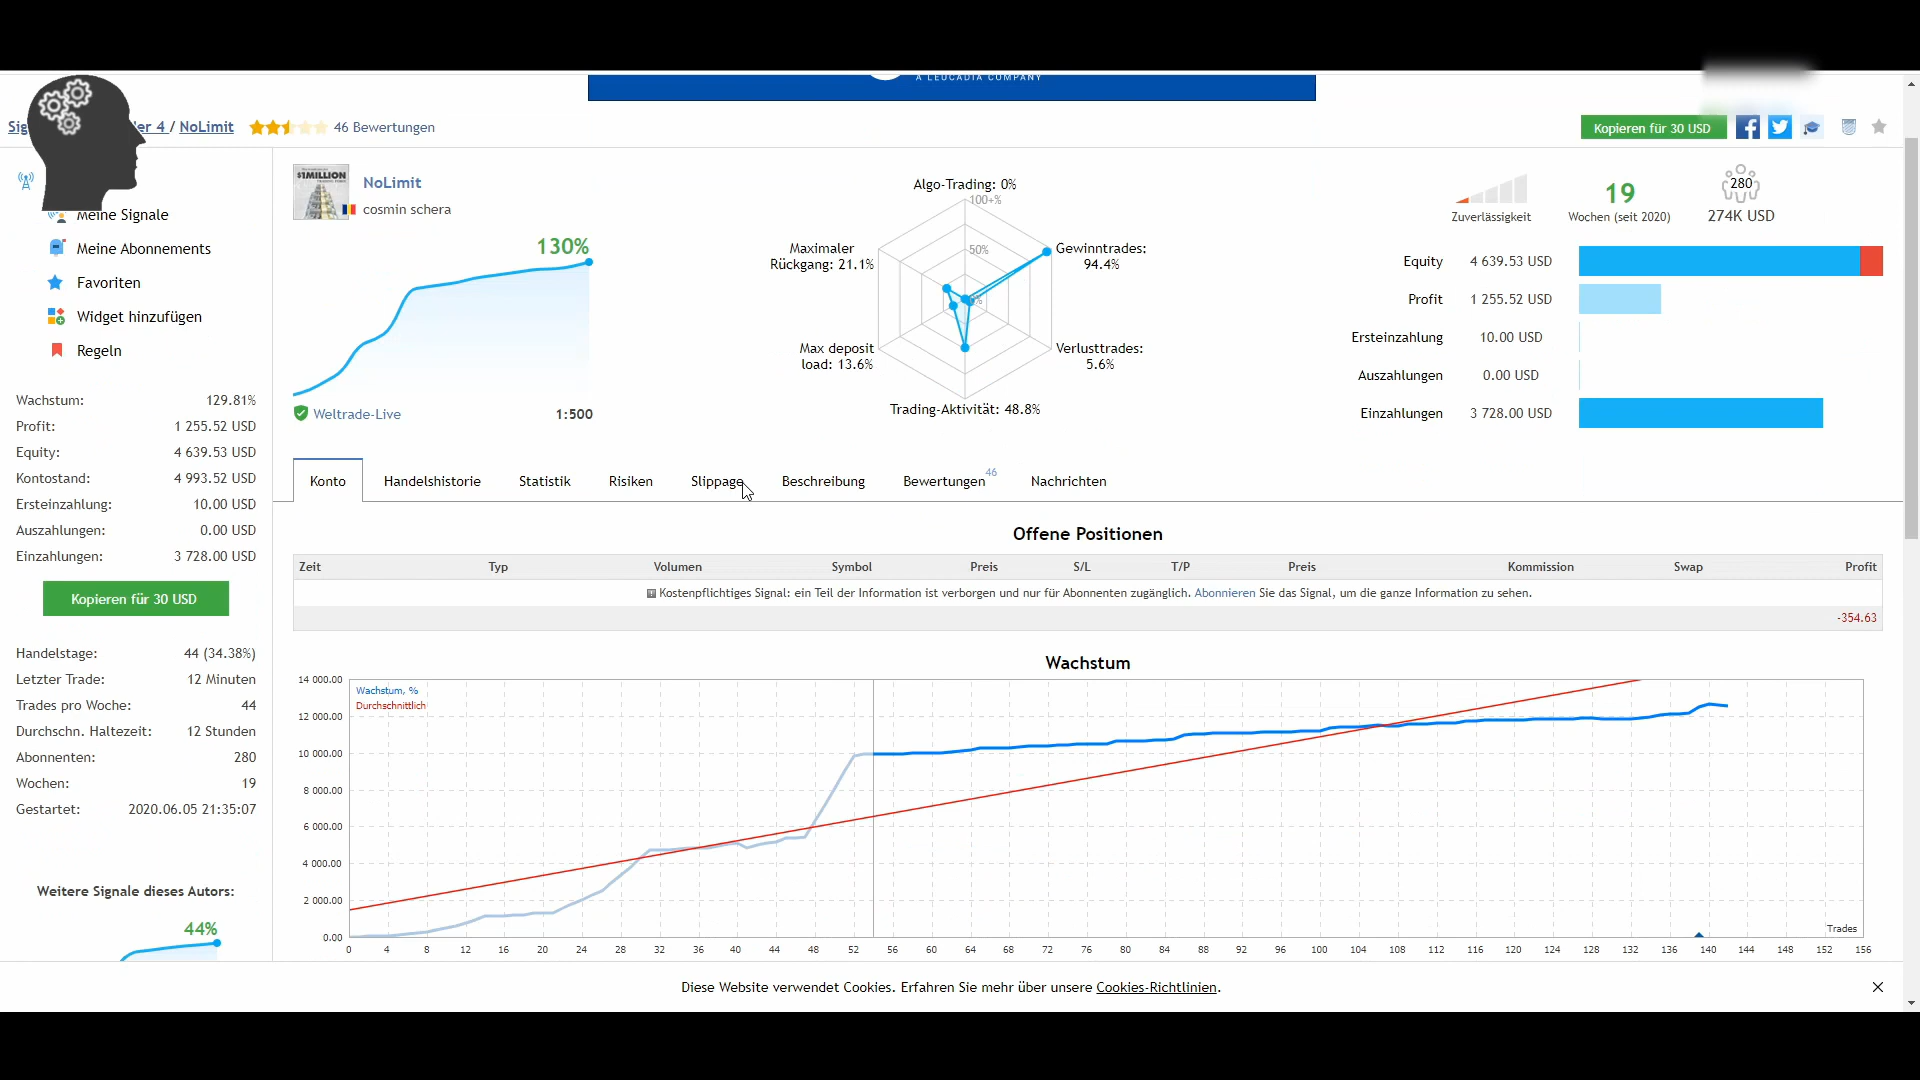 A LEUCADIA COMPANY
Sig er 4 / NoLimit 46 Bewertungen
Kopieren für 30 USD
Meine Signale
Meine Abonnements
Favoriten
Widget hinzufügen
Regeln
Wachstum: 129.81%
Profit: 1 255.52 USD
Equity: 4 639.53 USD
Kontostand: 4 993.52 USD
Ersteinzahlung: 10.00 USD
Auszahlungen: 0.00 USD
Einzahlungen: 3 728.00 USD
Kopieren für 30 USD
Handelstage: 44 (34.38%)
Letzter Trade: 12 Minuten
Trades pro Woche: 44
Durchschn. Haltezeit: 12 Stunden
Abonnenten: 280
Wochen: 19
Gestartet: 2020.06.05 21:35:07
Weitere Signale dieses Autors:
44%
$1MILLION
NoLimit
cosmin schera
130%
Weltrade-Live 1:500
Algo-Trading: 0%
100+%
50%
Maximaler
Rückgang: 21.1%
Gewinntrades:
94.4%
Max deposit
load: 13.6%
Verlusttrades:
5.6%
Trading-Aktivität: 48.8%
Zuverlässigkeit
19
Wochen (seit 2020)
280
274K USD
Equity 4 639.53 USD
Profit 1 255.52 USD
Ersteinzahlung 10.00 USD
Auszahlungen 0.00 USD
Einzahlungen 3 728.00 USD
Konto Handelshistorie Statistik Risiken Slippage Beschreibung Bewertungen 46 Nachrichten
Offene Positionen
Zeit Typ Volumen Symbol Preis S/L T/P Preis Kommission Swap Profit
Kostenpflichtiges Signal: ein Teil der Information ist verborgen und nur für Abonnenten zugänglich. Abonnieren Sie das Signal, um die ganze Information zu sehen.
-354.63
Wachstum
Wachstum, %
Durchschnittlich
14 000.00
12 000.00
10 000.00
8 000.00
6 000.00
4 000.00
2 000.00
0.00
Trades
0 4 8 12 16 20 24 28 32 36 40 44 48 52 56 60 64 68 72 76 80 84 88 92 96 100 104 108 112 116 120 124 128 132 136 140 144 148 152 156
Diese Website verwendet Cookies. Erfahren Sie mehr über unsere Cookies-Richtlinien.